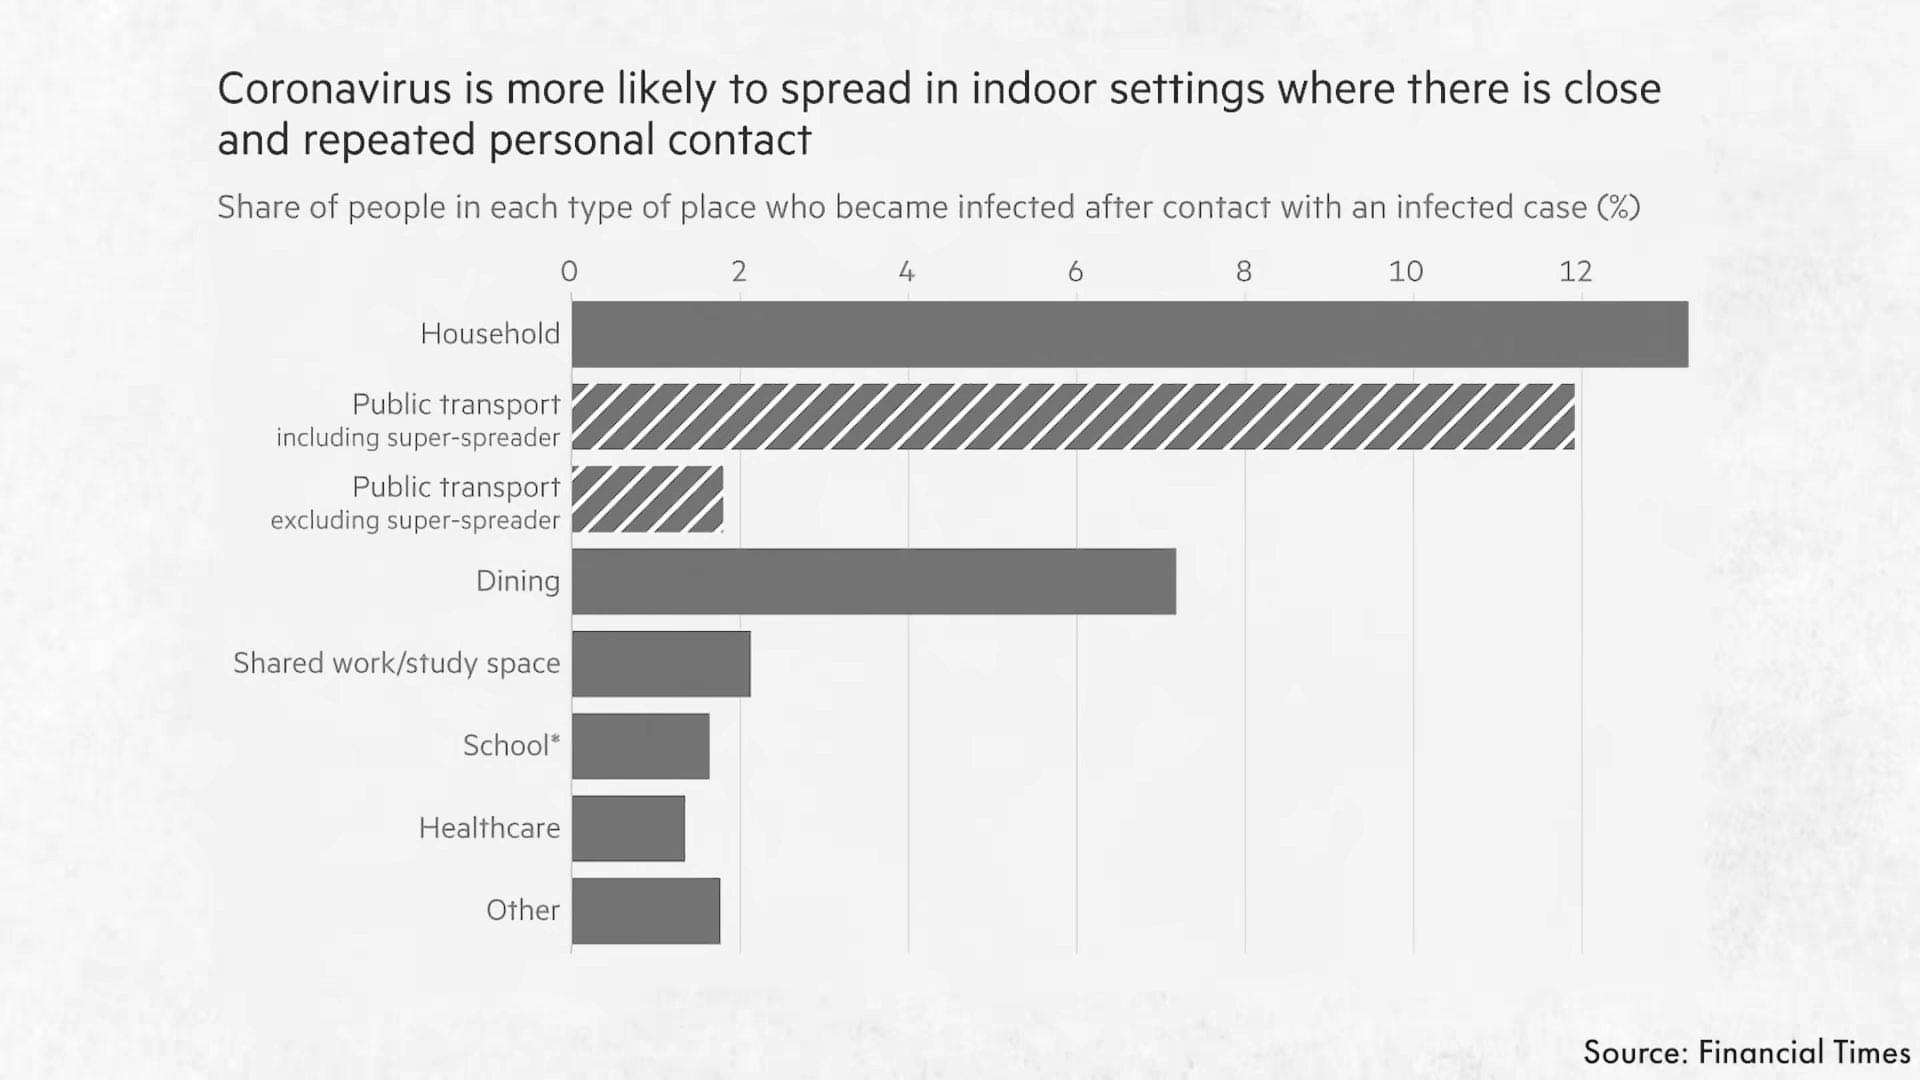 Coronavirus is more likely to spread in indoor settings where there is close
and repeated personal contact
Share of people in each type of place who became infected after contact with an infected case (%)
0 2 4 6 8 10 12
Household
Public transport
including super-spreader
Public transport
excluding super-spreader
Dining
Shared work/study space
School*
Healthcare
Other
Source: Financial Times